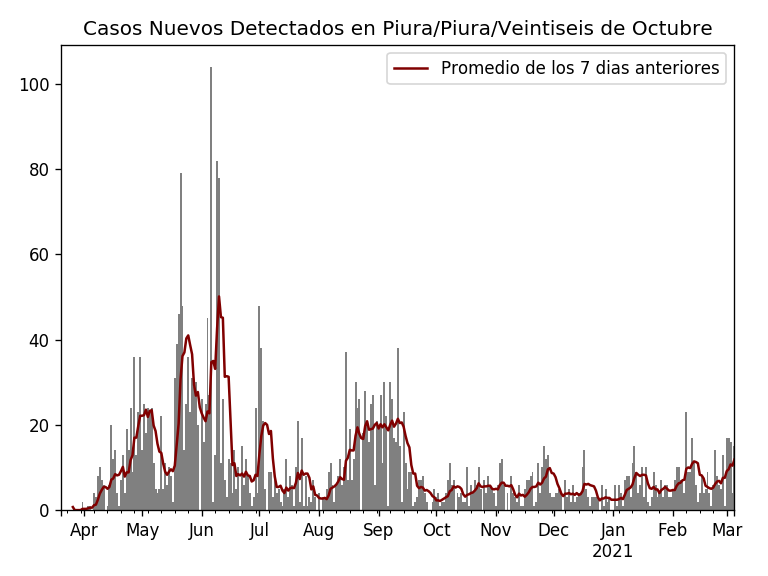 Casos Nuevos Detectados en Piura/Piura/Veintiseis de Octubre
Promedio de los 7 dias anteriores
100
80
60
40
20
0
Apr May Jun Jul Aug Sep Oct Nov Dec Jan Feb Mar
2021